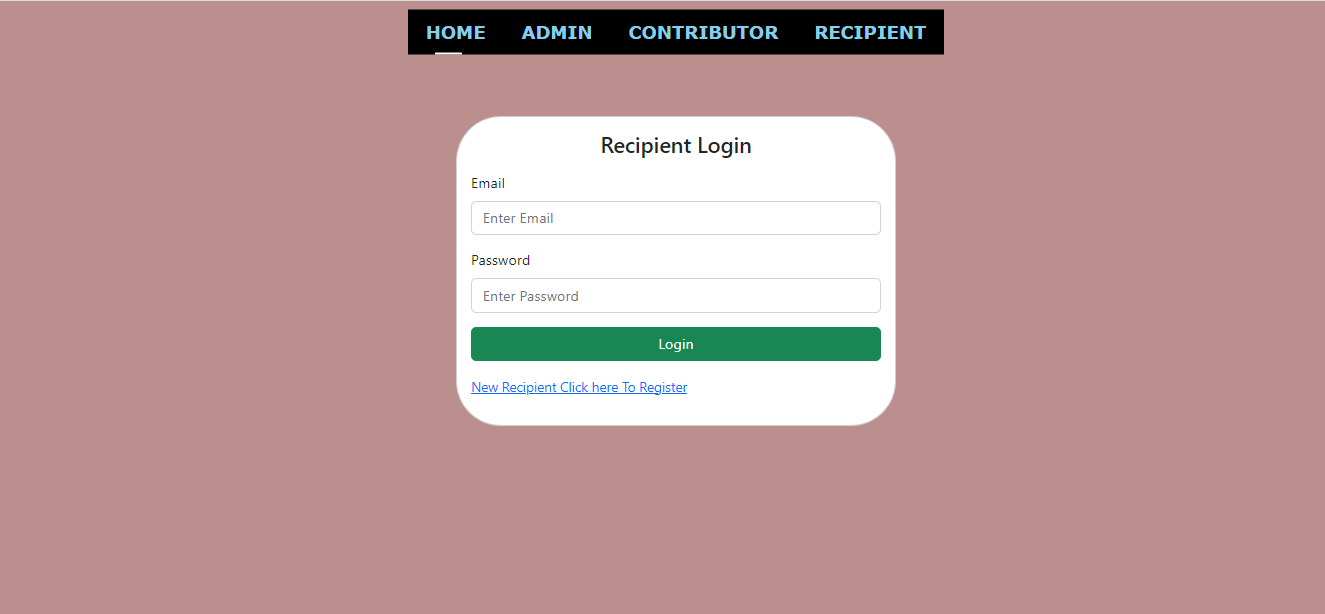 HOME ADMIN CONTRIBUTOR RECIPIENT
Recipient Login
Email
Enter Email
Password
Enter Password
Login
New Recipient Click here To Register